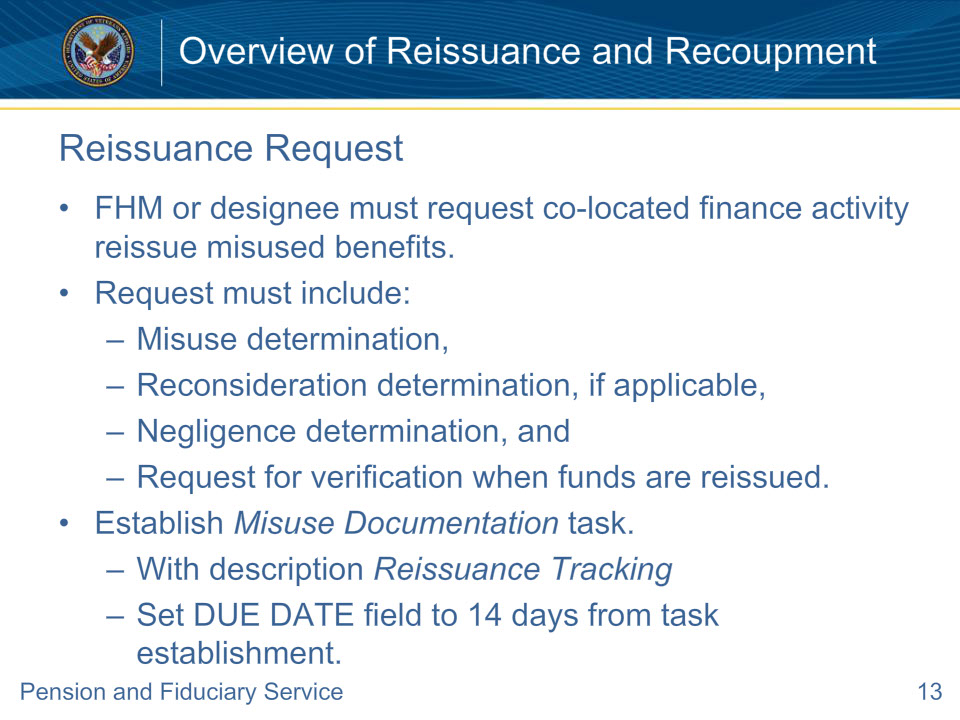 Overview of Reissuance and Recoupment
Reissuance Request
• FHM or designee must request co-located finance activity
reissue misused benefits.
• Request must include:
– Misuse determination,
– Reconsideration determination, if applicable,
– Negligence determination, and
– Request for verification when funds are reissued.
• Establish Misuse Documentation task.
– With description Reissuance Tracking
– Set DUE DATE field to 14 days from task
establishment.
Pension and Fiduciary Service
13